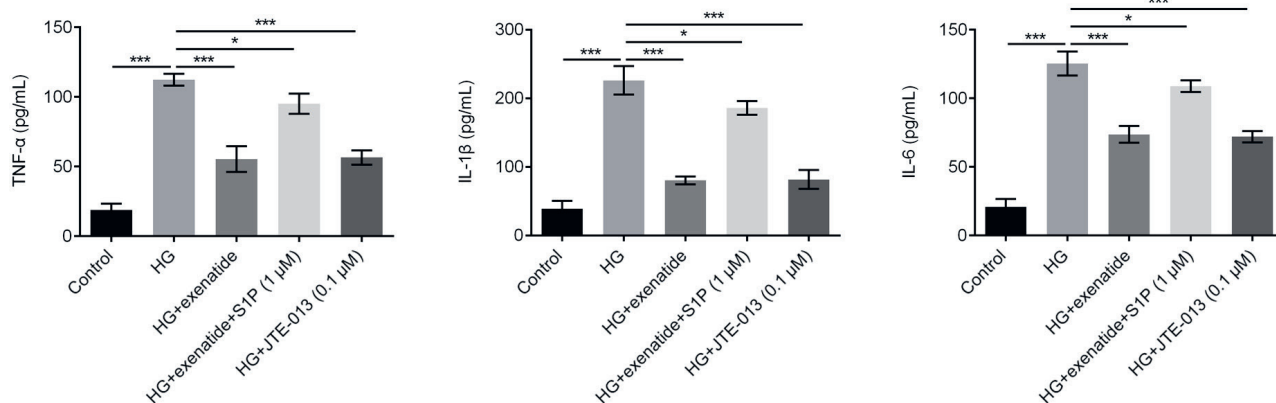 TNF-α (pg/mL)
150
100
50
0
***
*
***
***
Control
HG
HG+exenatide
HG+exenatide+S1P (1 μM)
HG+JTE-013 (0.1 μM)
IL-1β (pg/mL)
300
200
100
0
***
*
***
***
Control
HG
HG+exenatide
HG+exenatide+S1P (1 μM)
HG+JTE-013 (0.1 μM)
IL-6 (pg/mL)
150
100
50
0
***
*
***
***
Control
HG
HG+exenatide
HG+exenatide+S1P (1 μM)
HG+JTE-013 (0.1 μM)